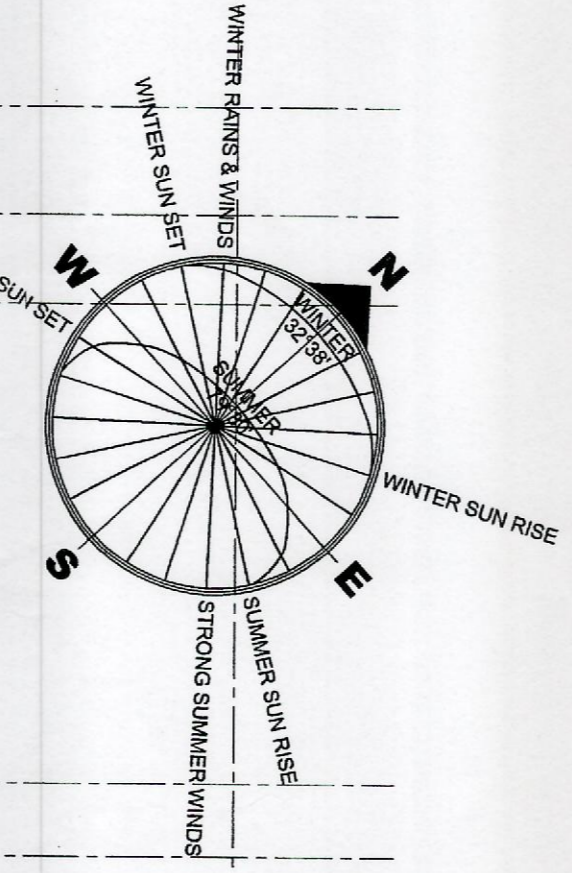 WINTER RAINS & WINDS
WINTER SUN SET
N
W
SUN SET
WINTER
32°38'
SUMMER
WINTER SUN RISE
S
E
SUMMER SUN RISE
STRONG SUMMER WINDS